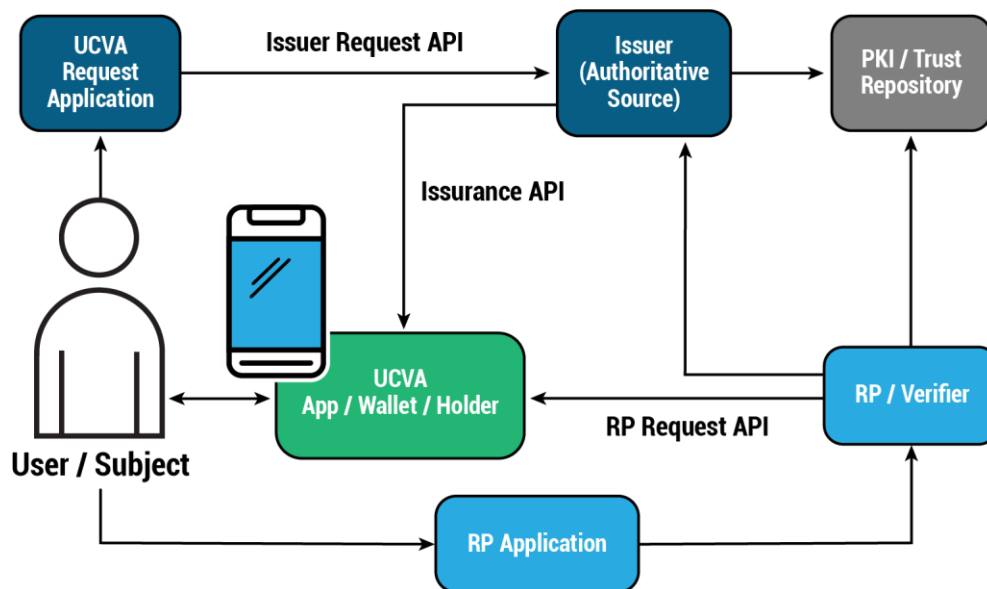 UCVA
Request
Application
Issuer Request API
Issuer
(Authoritative
Source)
PKI / Trust
Repository
Issurance API
UCVA
App / Wallet / Holder
RP / Verifier
RP Request API
User / Subject
RP Application